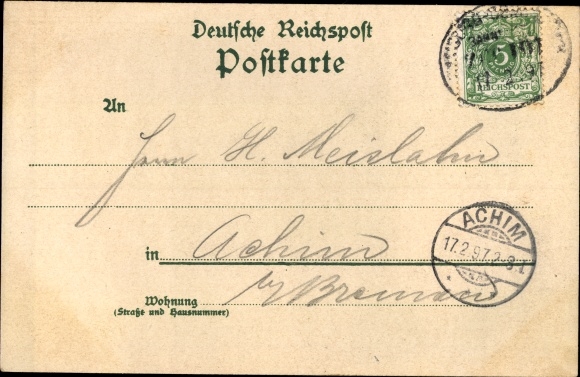 Deutsche Reichspost
Postkarte
5
REICHSPOST
An
Herrn H. Meislahn
ACHIM
17.2.97.
in Achim
b/ Bremen
Wohnung
(Straße und Hausnummer)